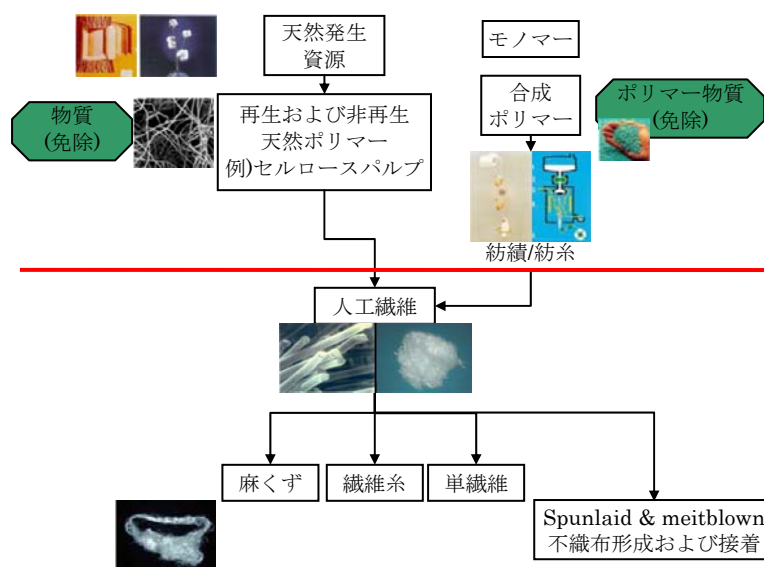 天然発生
資源
モノマー
物質
(免除)
再生および非再生
天然ポリマー
例)セルロースパルプ
合成
ポリマー
ポリマー物質
(免除)
紡績/紡糸
人工繊維
麻くず
繊維糸
単繊維
Spunlaid & meitblown
不織布形成および接着